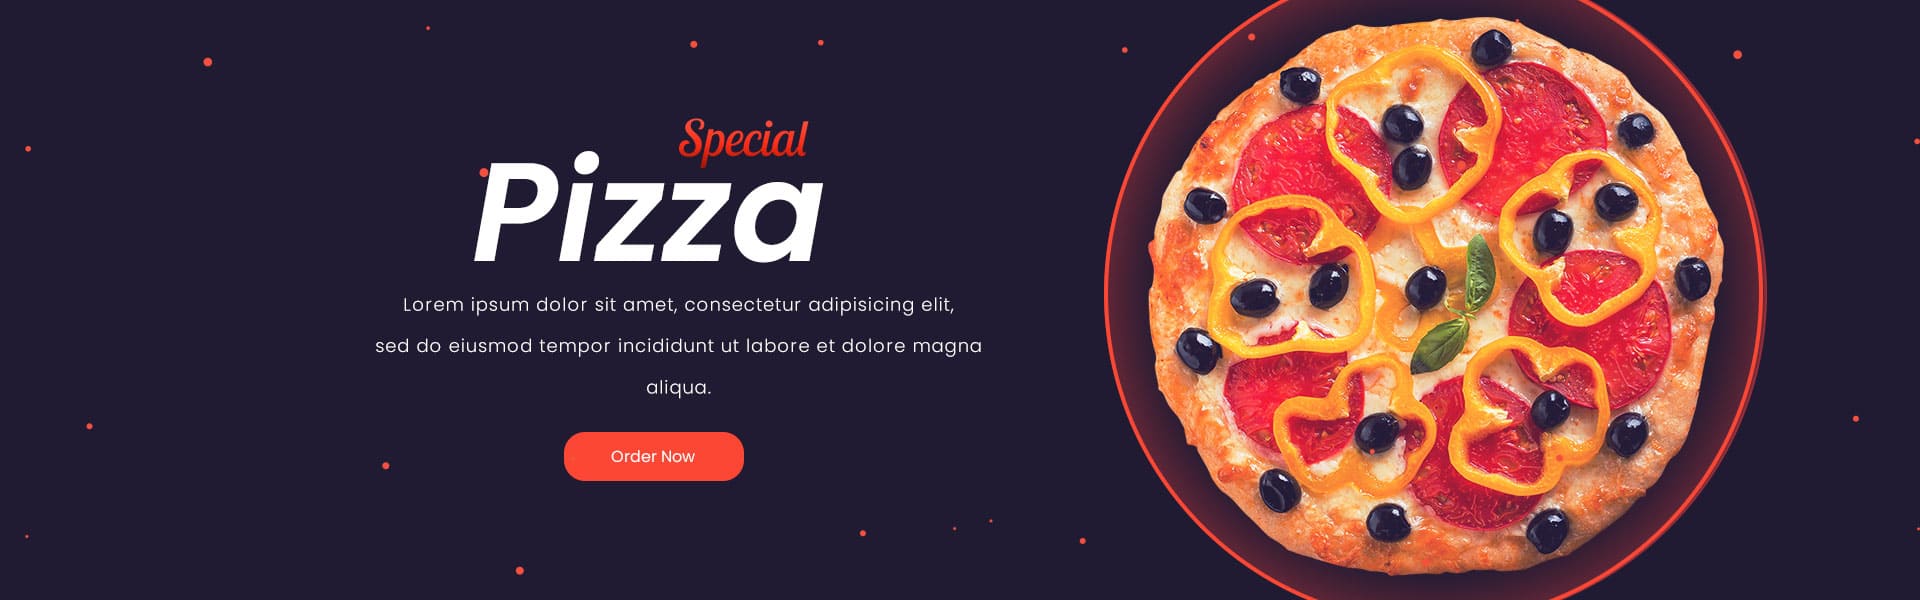 Special
Pizza
Lorem ipsum dolor sit amet, consectetur adipisicing elit,
sed do eiusmod tempor incididunt ut labore et dolore magna
aliqua.
Order Now